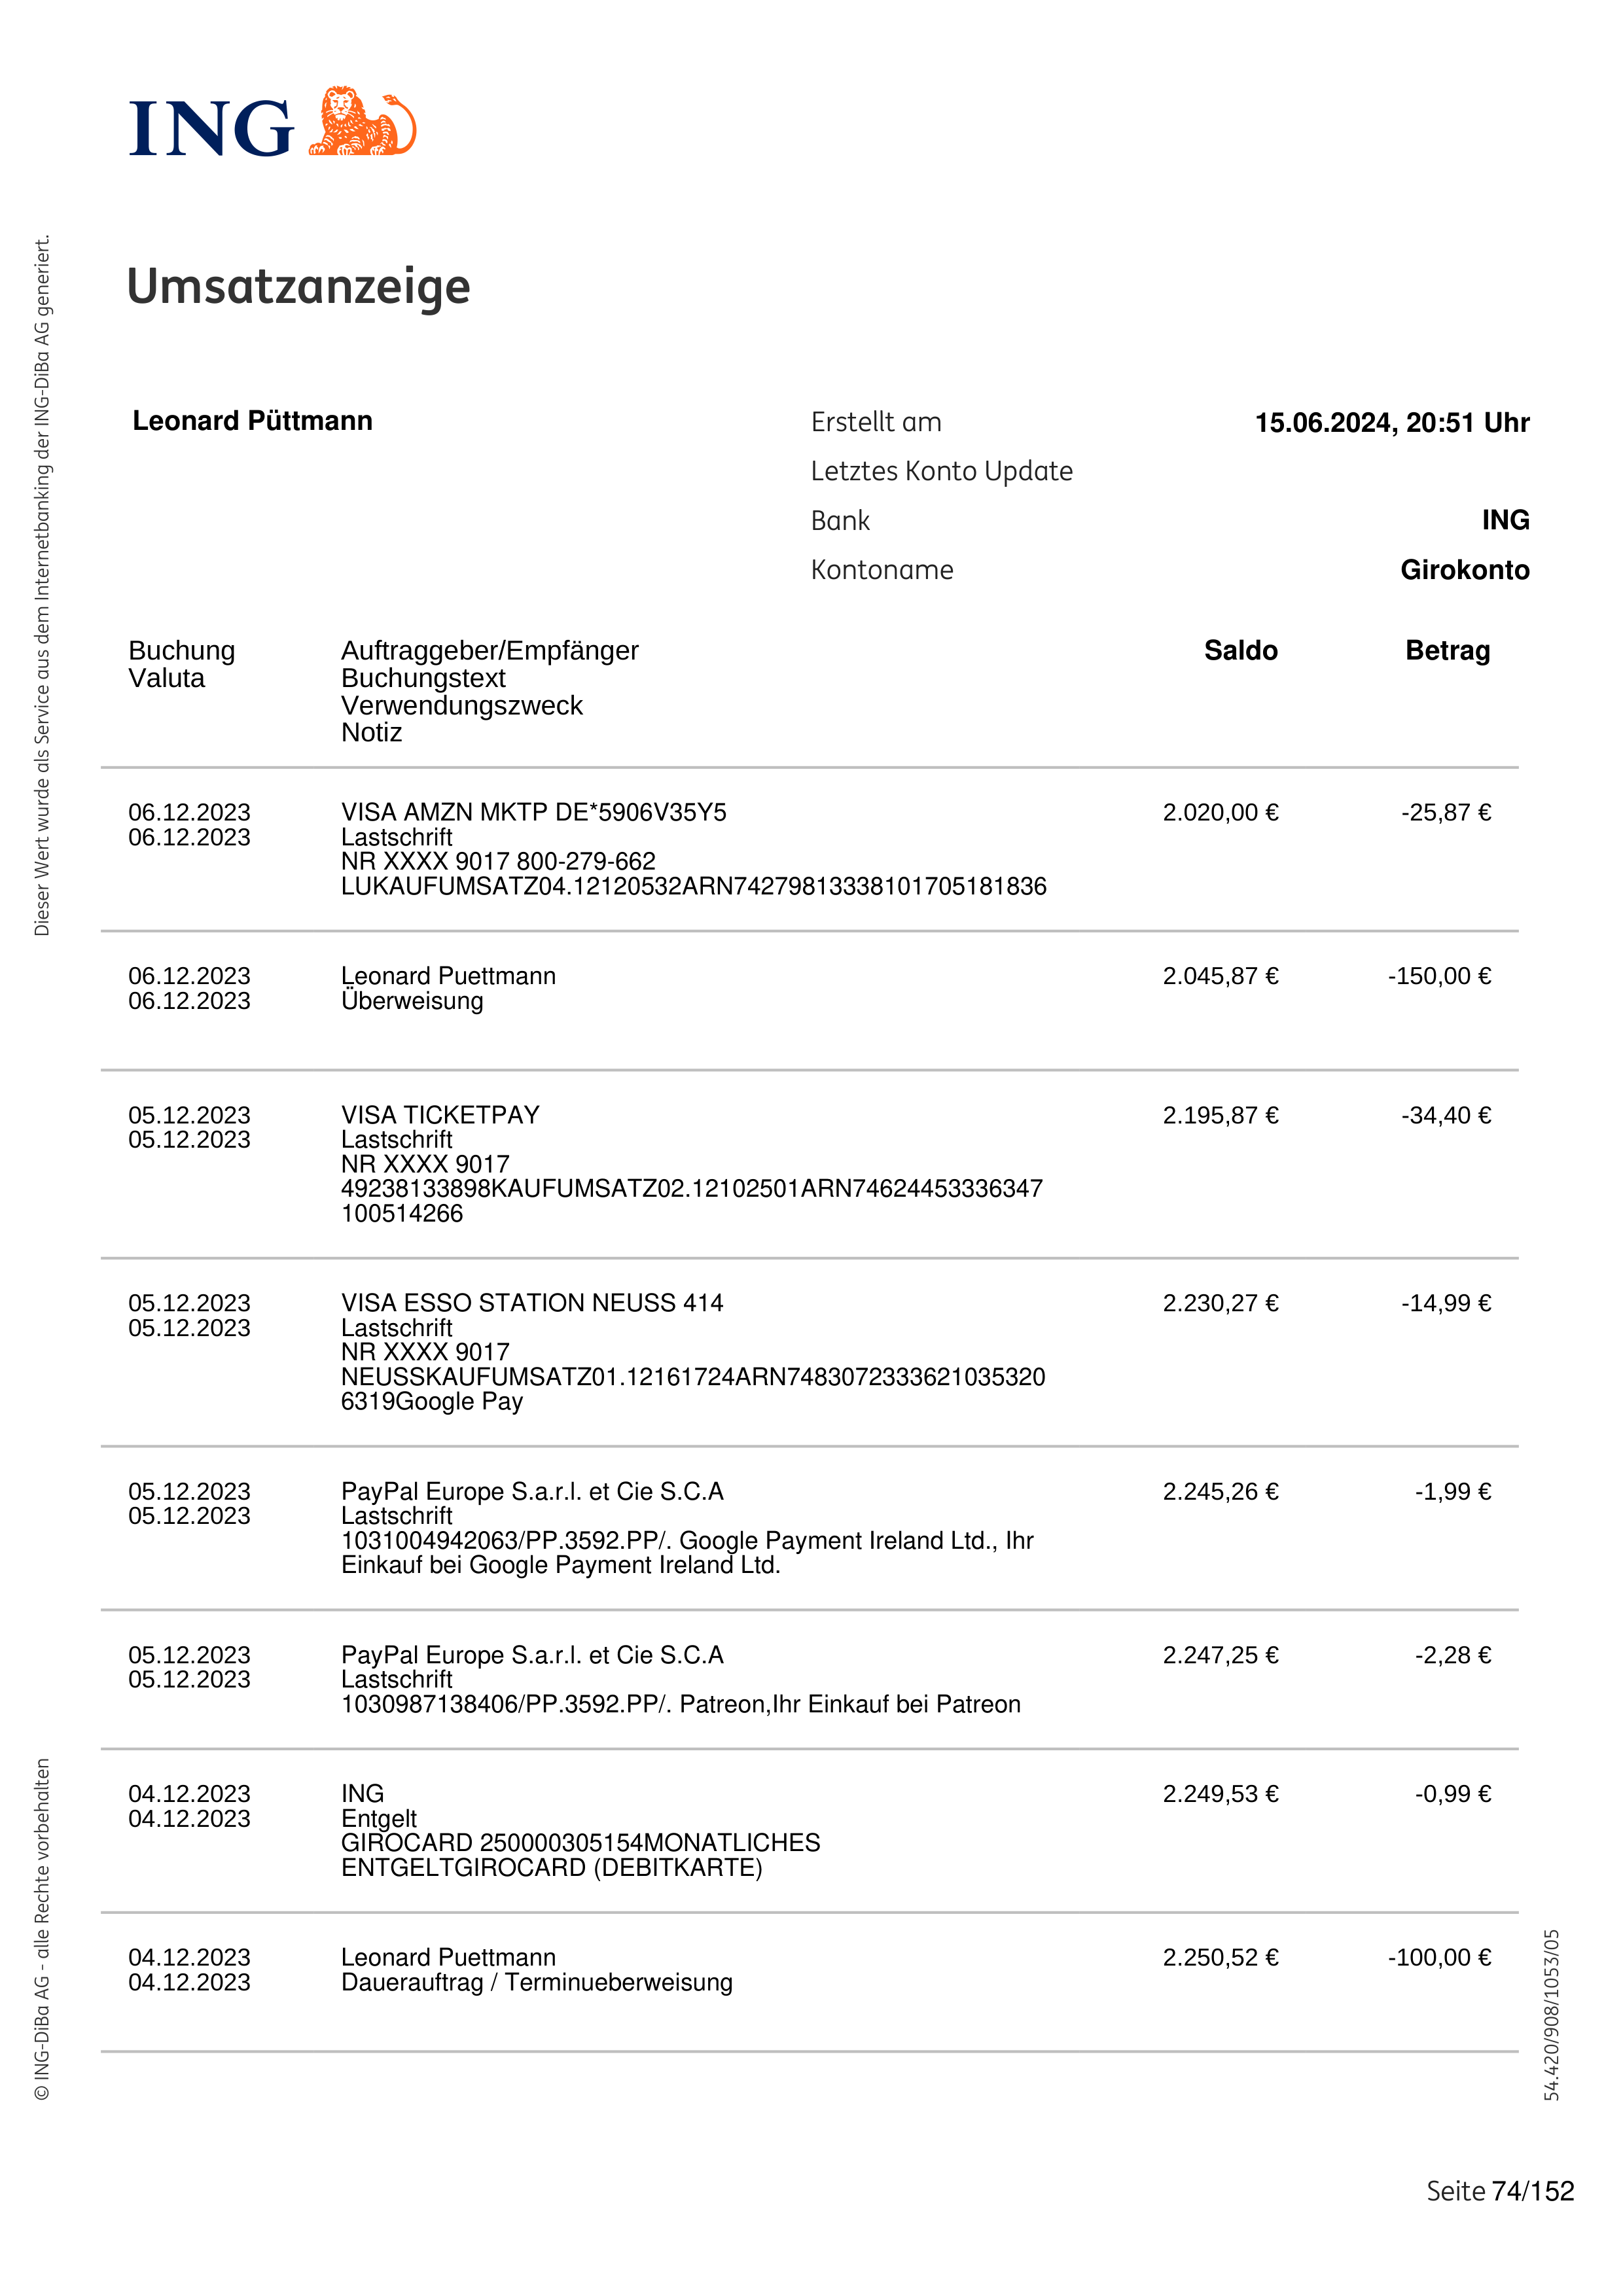 ING
Umsatzanzeige
Leonard Püttmann
Erstellt am 15.06.2024, 20:51 Uhr
Letztes Konto Update
Bank ING
Kontoname Girokonto
Buchung Auftraggeber/Empfänger Saldo Betrag
Valuta Buchungstext
Verwendungszweck
Notiz
06.12.2023 VISA AMZN MKTP DE*5906V35Y5 2.020,00 € -25,87 €
06.12.2023 Lastschrift
NR XXXX 9017 800-279-662
LUKAUFUMSATZ04.12120532ARN74279813338101705181836
06.12.2023 Leonard Puettmann 2.045,87 € -150,00 €
06.12.2023 Überweisung
05.12.2023 VISA TICKETPAY 2.195,87 € -34,40 €
05.12.2023 Lastschrift
NR XXXX 9017
49238133898KAUFUMSATZ02.12102501ARN74624453336347
100514266
05.12.2023 VISA ESSO STATION NEUSS 414 2.230,27 € -14,99 €
05.12.2023 Lastschrift
NR XXXX 9017
NEUSSKAUFUMSATZ01.12161724ARN7483072333621035320
6319Google Pay
05.12.2023 PayPal Europe S.a.r.l. et Cie S.C.A 2.245,26 € -1,99 €
05.12.2023 Lastschrift
1031004942063/PP.3592.PP/. Google Payment Ireland Ltd., Ihr
Einkauf bei Google Payment Ireland Ltd.
05.12.2023 PayPal Europe S.a.r.l. et Cie S.C.A 2.247,25 € -2,28 €
05.12.2023 Lastschrift
1030987138406/PP.3592.PP/. Patreon,Ihr Einkauf bei Patreon
04.12.2023 ING 2.249,53 € -0,99 €
04.12.2023 Entgelt
GIROCARD 250000305154MONATLICHES
ENTGELTGIROCARD (DEBITKARTE)
04.12.2023 Leonard Puettmann 2.250,52 € -100,00 €
04.12.2023 Dauerauftrag / Terminueberweisung
Seite 74/152
Dieser Wert wurde als Service aus dem Internetbanking der ING-DiBa AG generiert.
© ING-DiBa AG - alle Rechte vorbehalten
54.420/908/1053/05